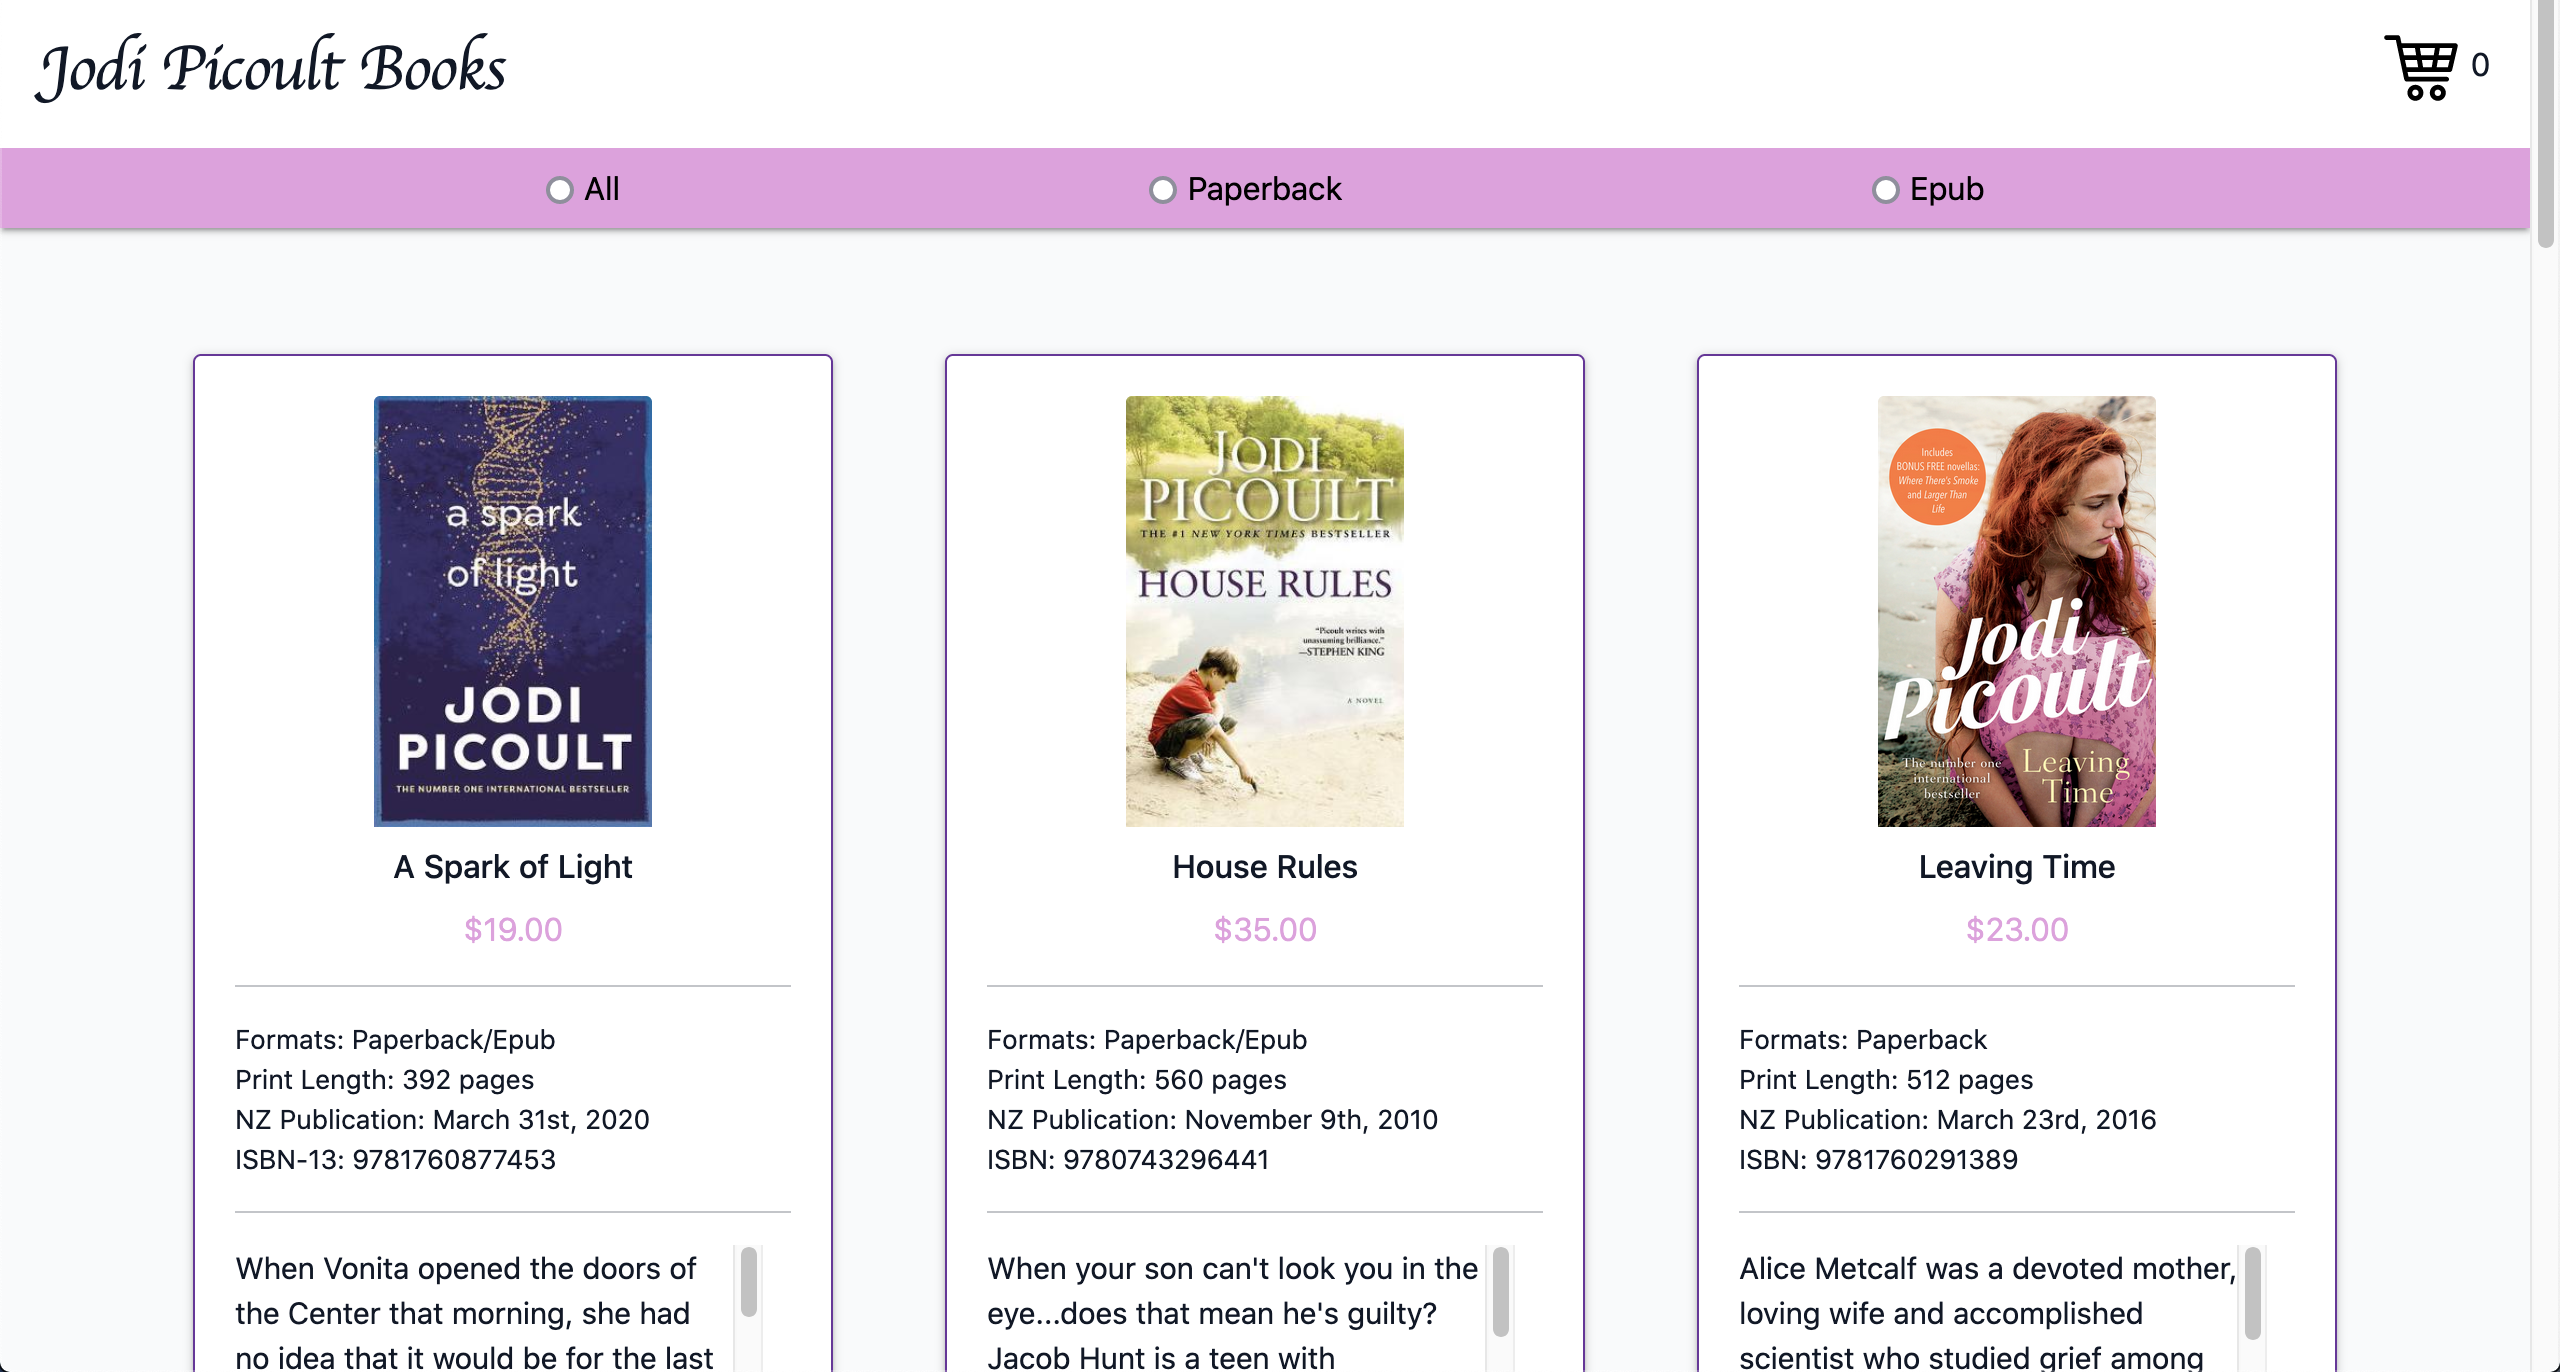 Jodi Picoult Books
0
All
Paperback
Epub
a spark
of light
JODI
PICOULT
THE NUMBER ONE INTERNATIONAL BESTSELLER
A Spark of Light
$19.00
Formats: Paperback/Epub
Print Length: 392 pages
NZ Publication: March 31st, 2020
ISBN-13: 9781760877453
When Vonita opened the doors of
the Center that morning, she had
no idea that it would be for the last
JODI
PICOULT
THE #1 NEW YORK TIMES BESTSELLER
HOUSE RULES
"Picoult writes with
unassuming brilliance."
—STEPHEN KING
A NOVEL
House Rules
$35.00
Formats: Paperback/Epub
Print Length: 560 pages
NZ Publication: November 9th, 2010
ISBN: 9780743296441
When your son can't look you in the
eye...does that mean he's guilty?
Jacob Hunt is a teen with
Includes
BONUS FREE novellas:
Where There's Smoke
and Larger Than
Life
Jodi
Picoult
The number one
international
bestseller
Leaving
Time
Leaving Time
$23.00
Formats: Paperback
Print Length: 512 pages
NZ Publication: March 23rd, 2016
ISBN: 9781760291389
Alice Metcalf was a devoted mother,
loving wife and accomplished
scientist who studied grief among